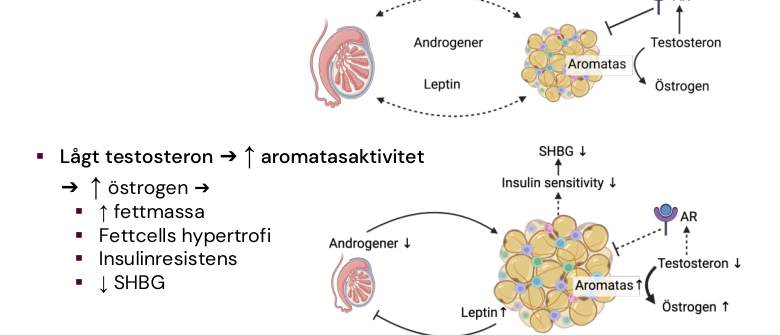 Androgener
Leptin
Aromatas
Testosteron
Östrogen
▪ Lågt testosteron ➔ ↑ aromatasaktivitet
➔ ↑ östrogen →
▪ ↑ fettmassa
▪ Fettcells hypertrofi
▪ Insulinresistens
▪ ↓ SHBG
SHBG ↓
Insulin sensitivity ↓
Androgener ↓
AR
Testosteron ↓
Aromatas ↑
Östrogen ↑
Leptin ↑